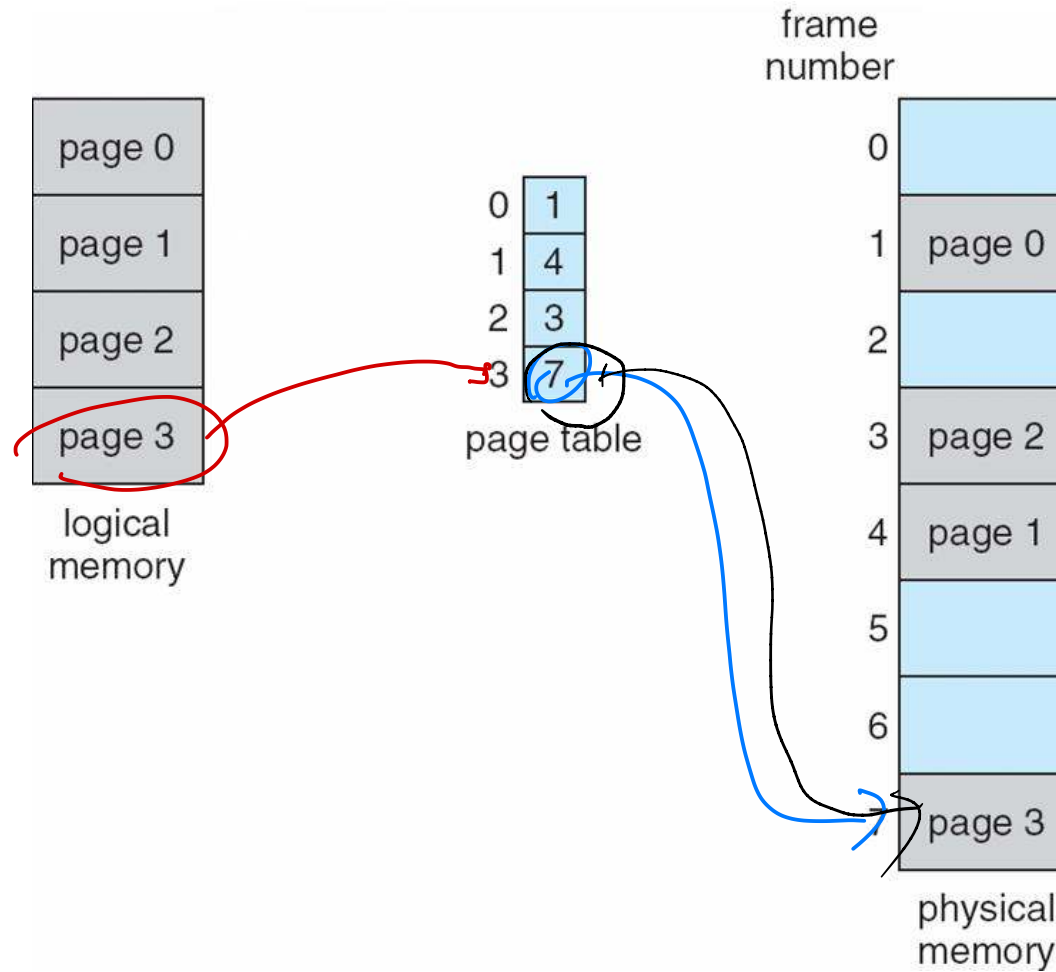 frame
number
page 0
page 1
page 2
page 3
logical
memory
0 1
1 4
2 3
3 7
page table
0
1 page 0
2
3 page 2
4 page 1
5
6
7 page 3
physical
memory